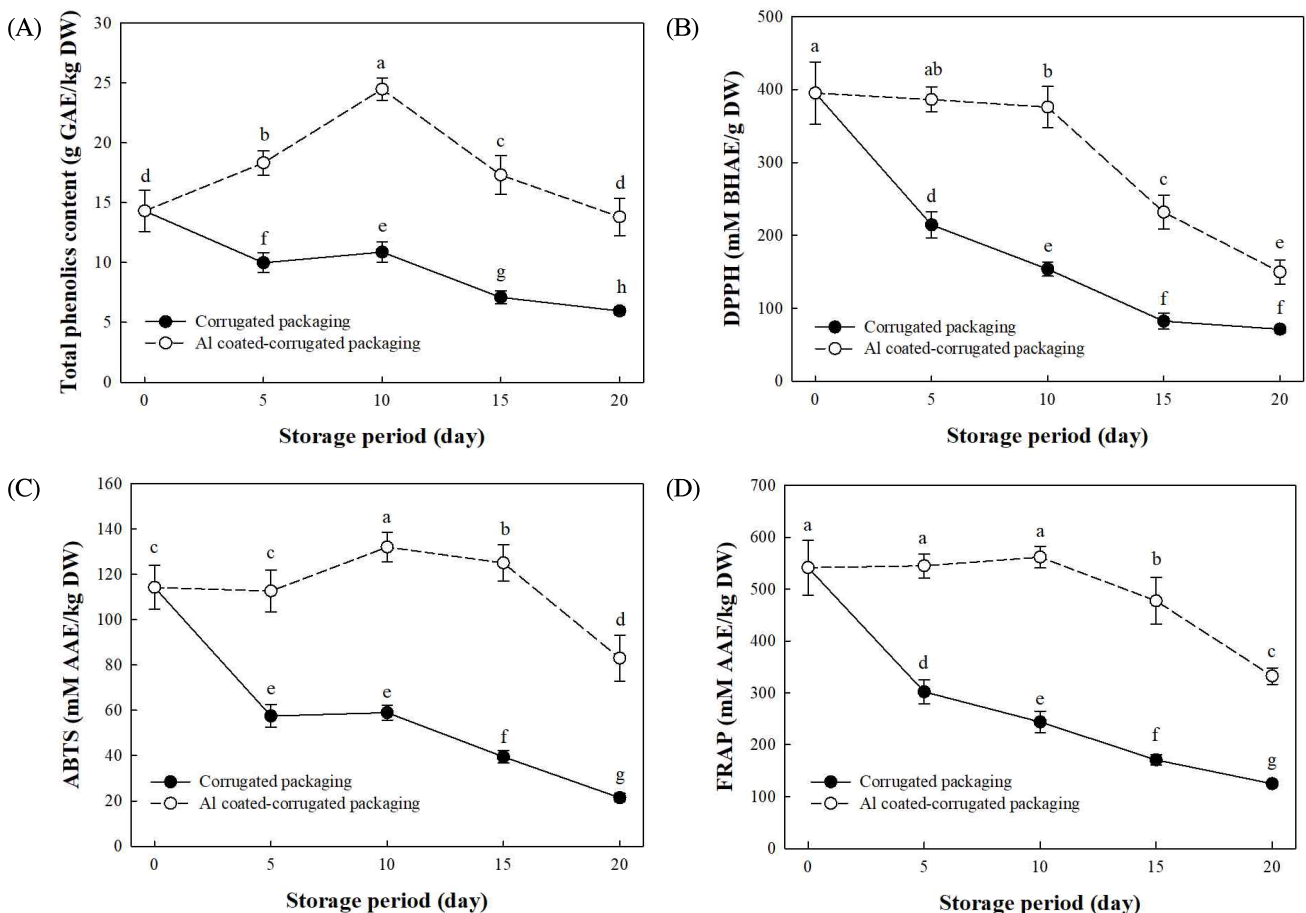 (A)
Total phenolics content (g GAE/kg DW)
30
25
20
15
10
5
0
d
b
a
c
d
f
e
g
h
Corrugated packaging
Al coated-corrugated packaging
0 5 10 15 20
Storage period (day)
(B)
DPPH (mM BHAE/g DW)
500
400
300
200
100
0
a
ab
b
c
e
d
e
f
f
Corrugated packaging
Al coated-corrugated packaging
0 5 10 15 20
Storage period (day)
(C)
ABTS (mM AAE/kg DW)
160
140
120
100
80
60
40
20
0
c
c
a
b
d
e
e
f
g
Corrugated packaging
Al coated-corrugated packaging
0 5 10 15 20
Storage period (day)
(D)
FRAP (mM AAE/kg DW)
700
600
500
400
300
200
100
0
a
a
a
b
c
d
e
f
g
Corrugated packaging
Al coated-corrugated packaging
0 5 10 15 20
Storage period (day)